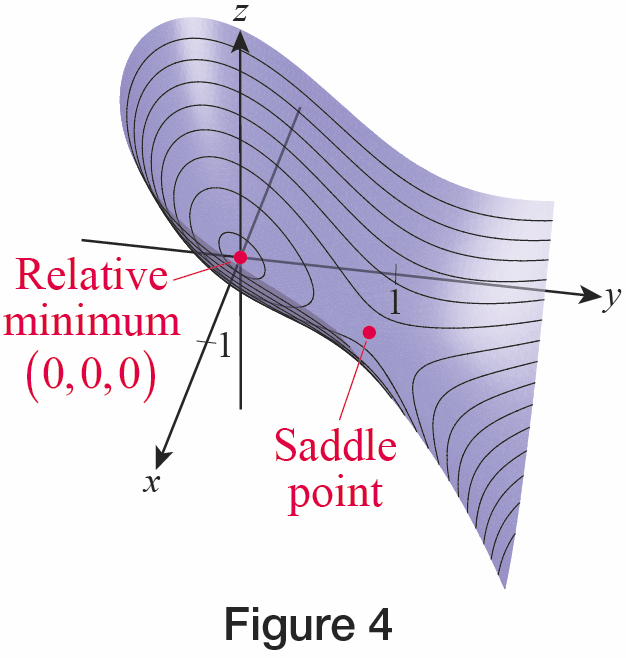 z
Relative
minimum
(0, 0, 0)
1
y
1
x
Saddle
point
Figure 4